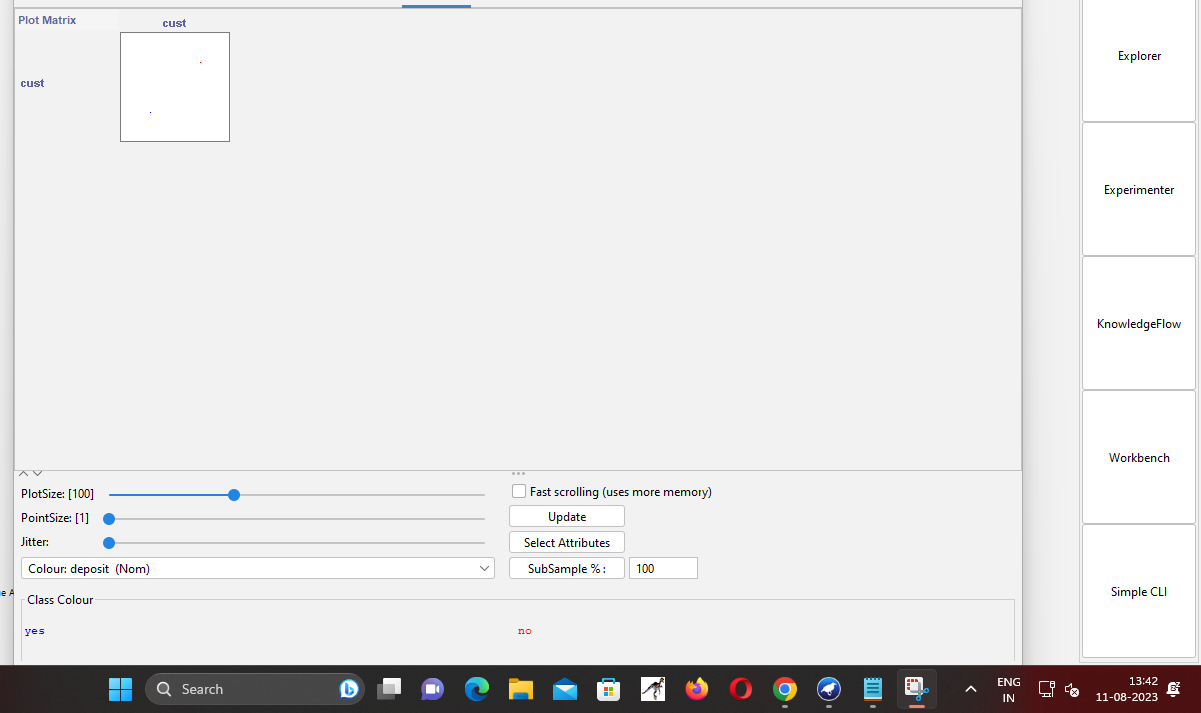 Plot Matrix
cust
cust
Explorer
Experimenter
KnowledgeFlow
Workbench
Simple CLI
PlotSize: [100]
Fast scrolling (uses more memory)
PointSize: [1]
Update
Jitter:
Select Attributes
Colour: deposit (Nom)
SubSample % :
100
Class Colour
yes
no
Search
ENG
IN
13:42
11-08-2023